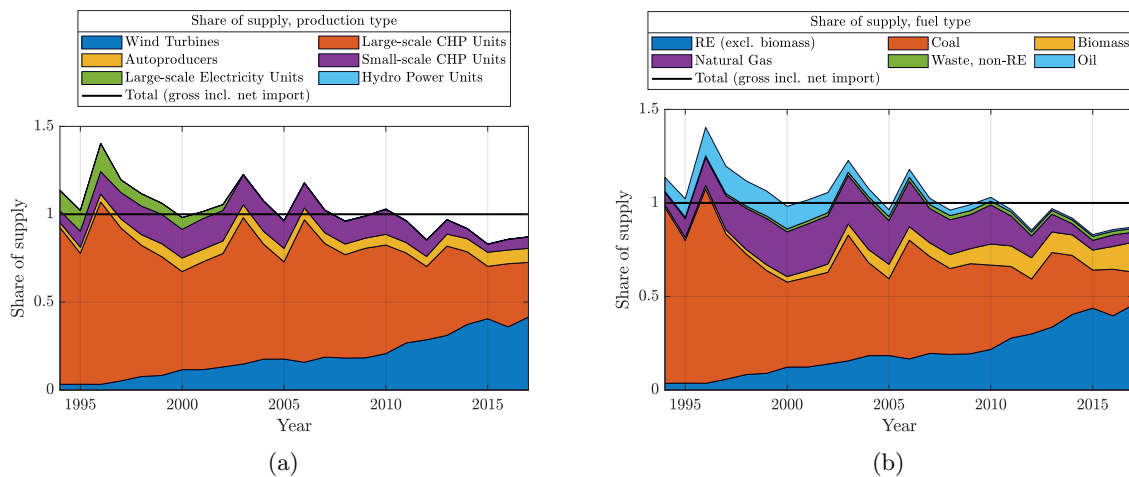 Share of supply, production type
Wind Turbines Large-scale CHP Units
Autoproducers Small-scale CHP Units
Large-scale Electricity Units Hydro Power Units
Total (gross incl. net import)
1.5
1
0.5
0
Share of supply
1995 2000 2005 2010 2015
Year
(a)
Share of supply, fuel type
RE (excl. biomass) Coal Biomass
Natural Gas Waste, non-RE Oil
Total (gross incl. net import)
1.5
1
0.5
0
Share of supply
1995 2000 2005 2010 2015
Year
(b)